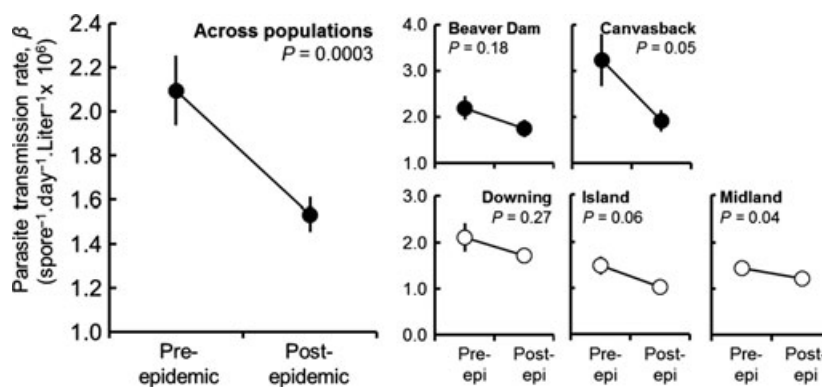 Parasite transmission rate, β
(spore⁻¹.day⁻¹.Liter⁻¹x 10⁶)
2.4
2.2
2.0
1.8
1.6
1.4
1.2
1.0
Across populations
P = 0.0003
Pre-
epidemic
Post-
epidemic
4.0
3.0
2.0
1.0
Beaver Dam
P = 0.18
Canvasback
P = 0.05
3.0
2.0
1.0
0.0
Downing
P = 0.27
Pre-
epi
Post-
epi
Island
P = 0.06
Pre-
epi
Post-
epi
Midland
P = 0.04
Pre-
epi
Post-
epi